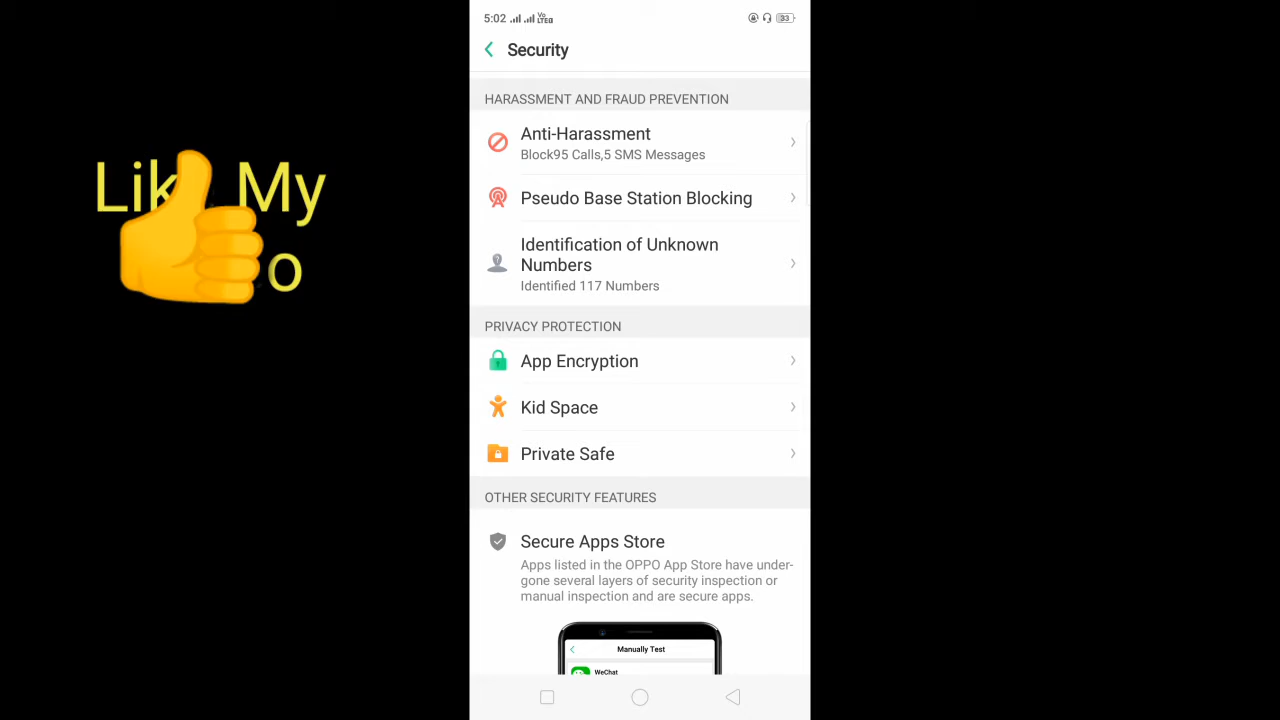 5:02 Vo LTE 33
Security
HARASSMENT AND FRAUD PREVENTION
Anti-Harassment
Block95 Calls,5 SMS Messages
Pseudo Base Station Blocking
Identification of Unknown
Numbers
Identified 117 Numbers
PRIVACY PROTECTION
App Encryption
Kid Space
Private Safe
OTHER SECURITY FEATURES
Secure Apps Store
Apps listed in the OPPO App Store have under-
gone several layers of security inspection or
manual inspection and are secure apps.
Manually Test
WeChat
My